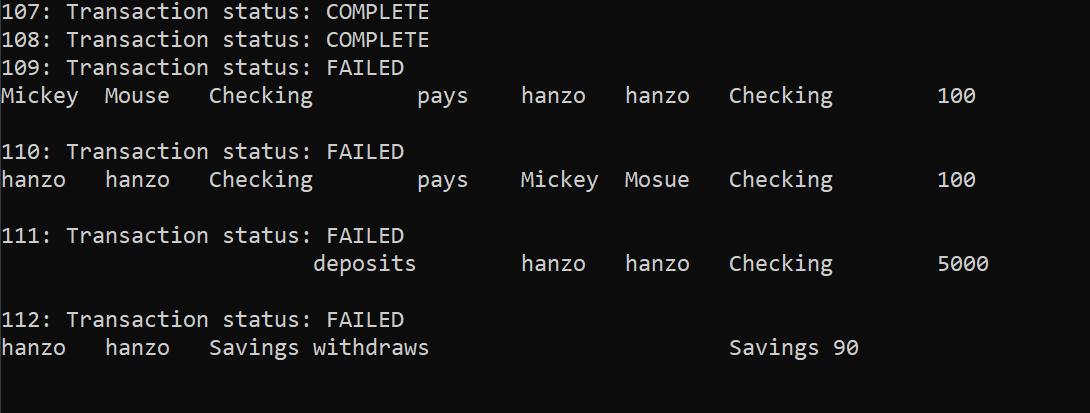 107: Transaction status: COMPLETE
108: Transaction status: COMPLETE
109: Transaction status: FAILED
Mickey Mouse Checking pays hanzo hanzo Checking 100
110: Transaction status: FAILED
hanzo hanzo Checking pays Mickey Mosue Checking 100
111: Transaction status: FAILED
deposits hanzo hanzo Checking 5000
112: Transaction status: FAILED
hanzo hanzo Savings withdraws Savings 90